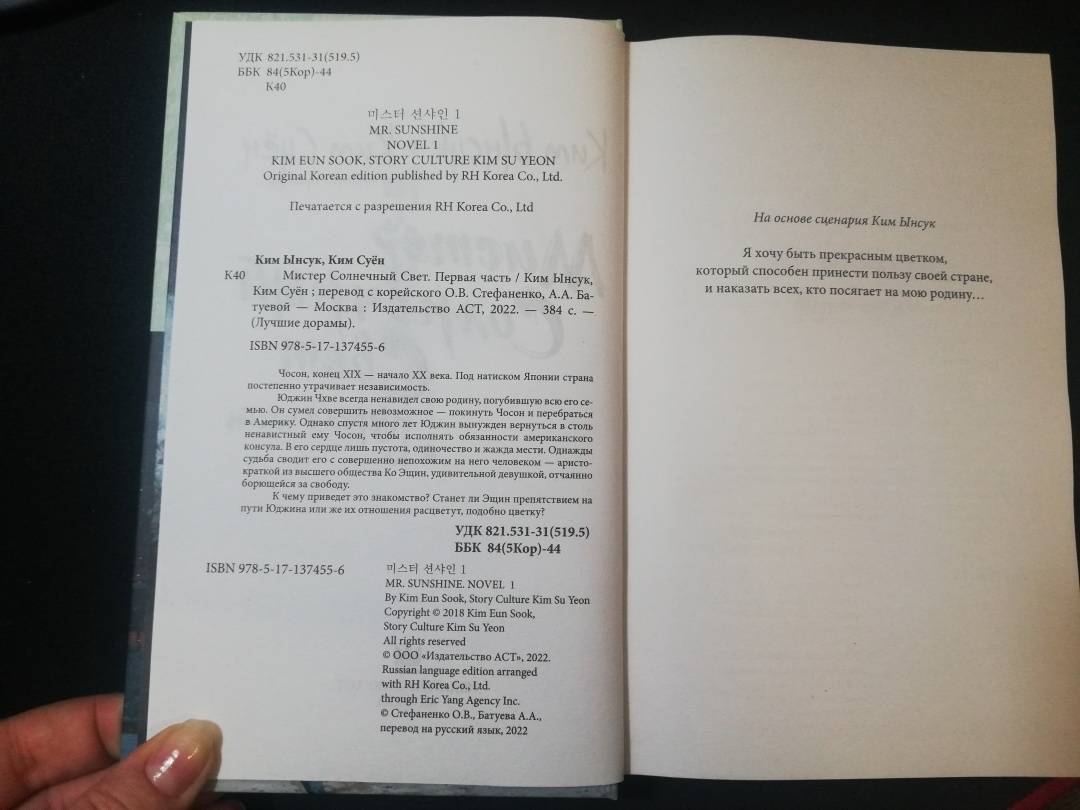 УДК 821.531-31(519.5)
ББК 84(5Кор)-44
К40
미스터 션샤인 1
MR. SUNSHINE
NOVEL 1
KIM EUN SOOK, STORY CULTURE KIM SU YEON
Original Korean edition published by RH Korea Co., Ltd.
Печатается с разрешения RH Korea Co., Ltd
Ким Ынсук, Ким Суён
К40 Мистер Солнечный Свет. Первая часть / Ким Ынсук,
Ким Суён ; перевод с корейского О.В. Стефаненко, А.А. Ба-
туевой — Москва : Издательство АСТ, 2022. — 384 с. —
(Лучшие дорамы).
ISBN 978-5-17-137455-6
Чосон, конец XIX — начало XX века. Под натиском Японии страна
постепенно утрачивает независимость.
Юджин Чхве всегда ненавидел свою родину, погубившую всю его се-
мью. Он сумел совершить невозможное — покинуть Чосон и перебраться
в Америку. Однако спустя много лет Юджин вынужден вернуться в столь
ненавистный ему Чосон, чтобы исполнять обязанности американского
консула. В его сердце лишь пустота, одиночество и жажда мести. Однажды
судьба сводит его с совершенно непохожим на него человеком — аристо-
краткой из высшего общества Ко Эщин, удивительной девушкой, отчаянно
борющейся за свободу.
К чему приведет это знакомство? Станет ли Эщин препятствием на
пути Юджина или же их отношения расцветут, подобно цветку?
УДК 821.531-31(519.5)
ББК 84(5Кор)-44
ISBN 978-5-17-137455-6
미스터 션샤인 1
MR. SUNSHINE. NOVEL 1
By Kim Eun Sook, Story Culture Kim Su Yeon
Copyright © 2018 Kim Eun Sook,
Story Culture Kim Su Yeon
All rights reserved
© ООО «Издательство АСТ», 2022.
Russian language edition arranged
with RH Korea Co., Ltd.
through Eric Yang Agency Inc.
© Стефаненко О.В., Батуева А.А.,
перевод на русский язык, 2022
На основе сценария Ким Ынсук
Я хочу быть прекрасным цветком,
который способен принести пользу своей стране,
и наказать всех, кто посягает на мою родину…